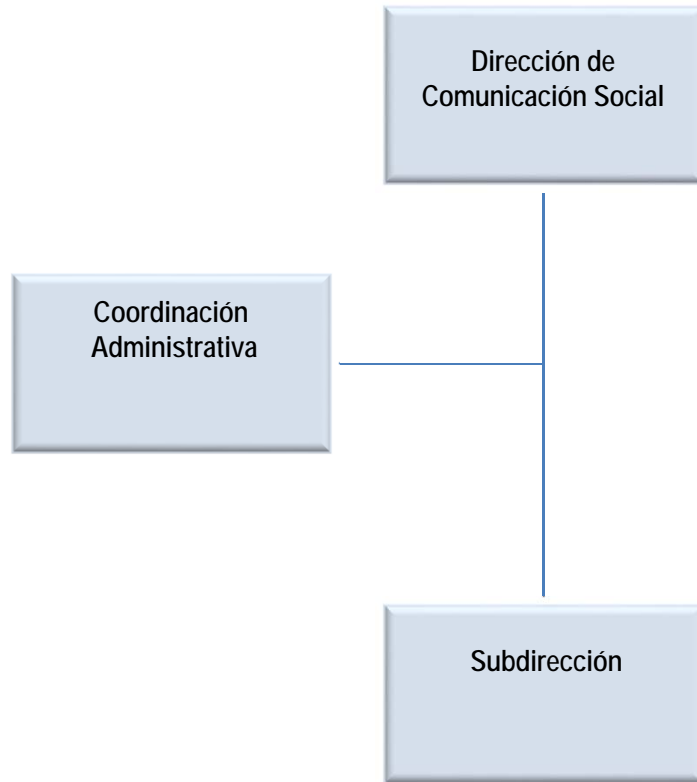 Dirección de
Comunicación Social
Coordinación
Administrativa
Subdirección